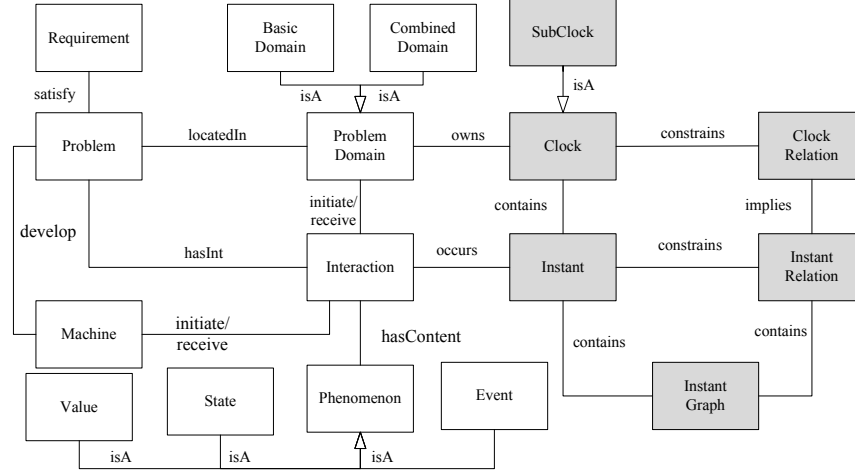 Requirement
Basic
Domain
Combined
Domain
SubClock
satisfy
isA
isA
isA
Problem
locatedIn
Problem
Domain
owns
Clock
constrains
Clock
Relation
develop
initiate/
receive
contains
implies
hasInt
Interaction
occurs
Instant
constrains
Instant
Relation
Machine
initiate/
receive
hasContent
contains
contains
Value
State
Phenomenon
Event
Instant
Graph
isA
isA
isA